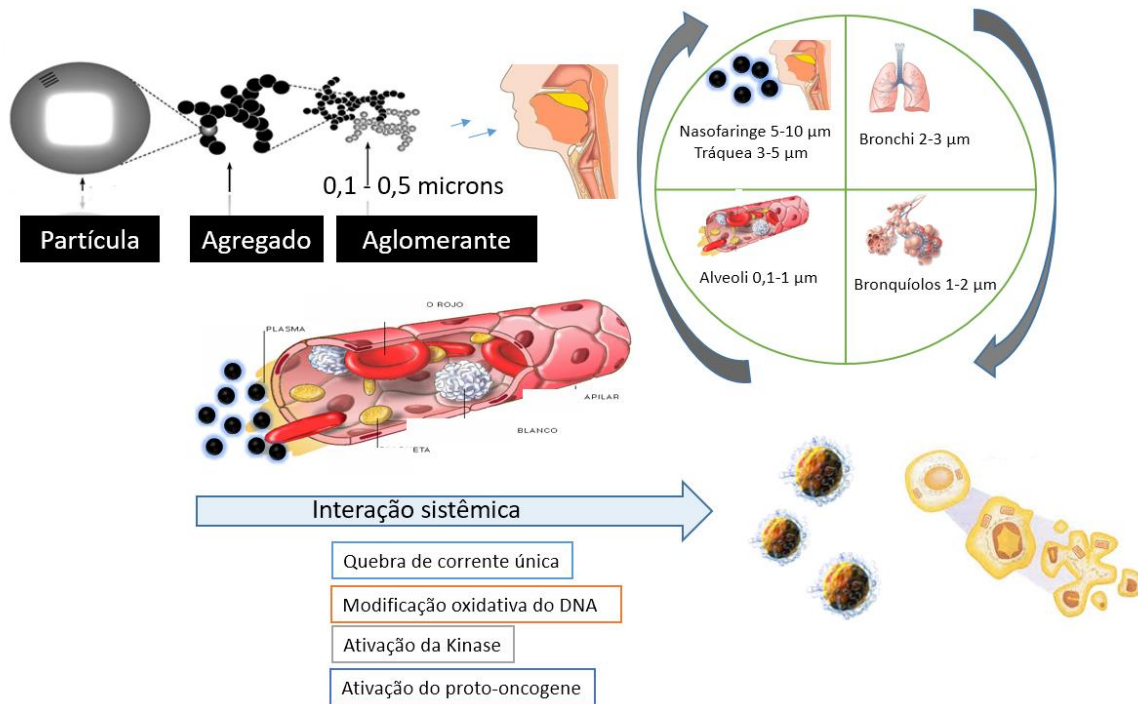 0,1 - 0,5 microns
Partícula
Agregado
Aglomerante
Nasofaringe 5-10 µm
Tráquea 3-5 µm
Bronchi 2-3 µm
Alveoli 0,1-1 µm
Bronquíolos 1-2 µm
O ROJO
PLASMA
APILAR
BLANCO
ETA
Interação sistêmica
Quebra de corrente única
Modificação oxidativa do DNA
Ativação da Kinase
Ativação do proto-oncogene